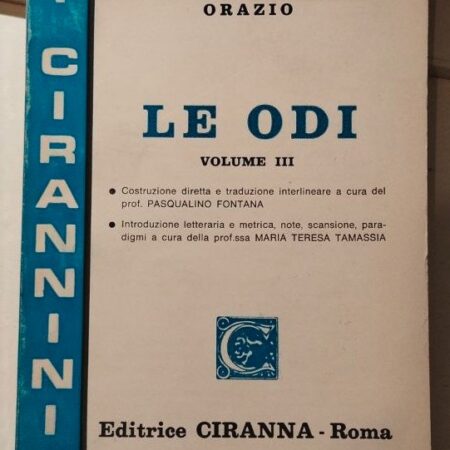 ORAZIO
LE ODI
VOLUME III
● Costruzione diretta e traduzione interlineare a cura del
prof. PASQUALINO FONTANA
● Introduzione letteraria e metrica, note, scansione, para-
digmi a cura della prof.ssa MARIA TERESA TAMASSIA
C
Editrice CIRANNA - Roma
I CIRANNINI